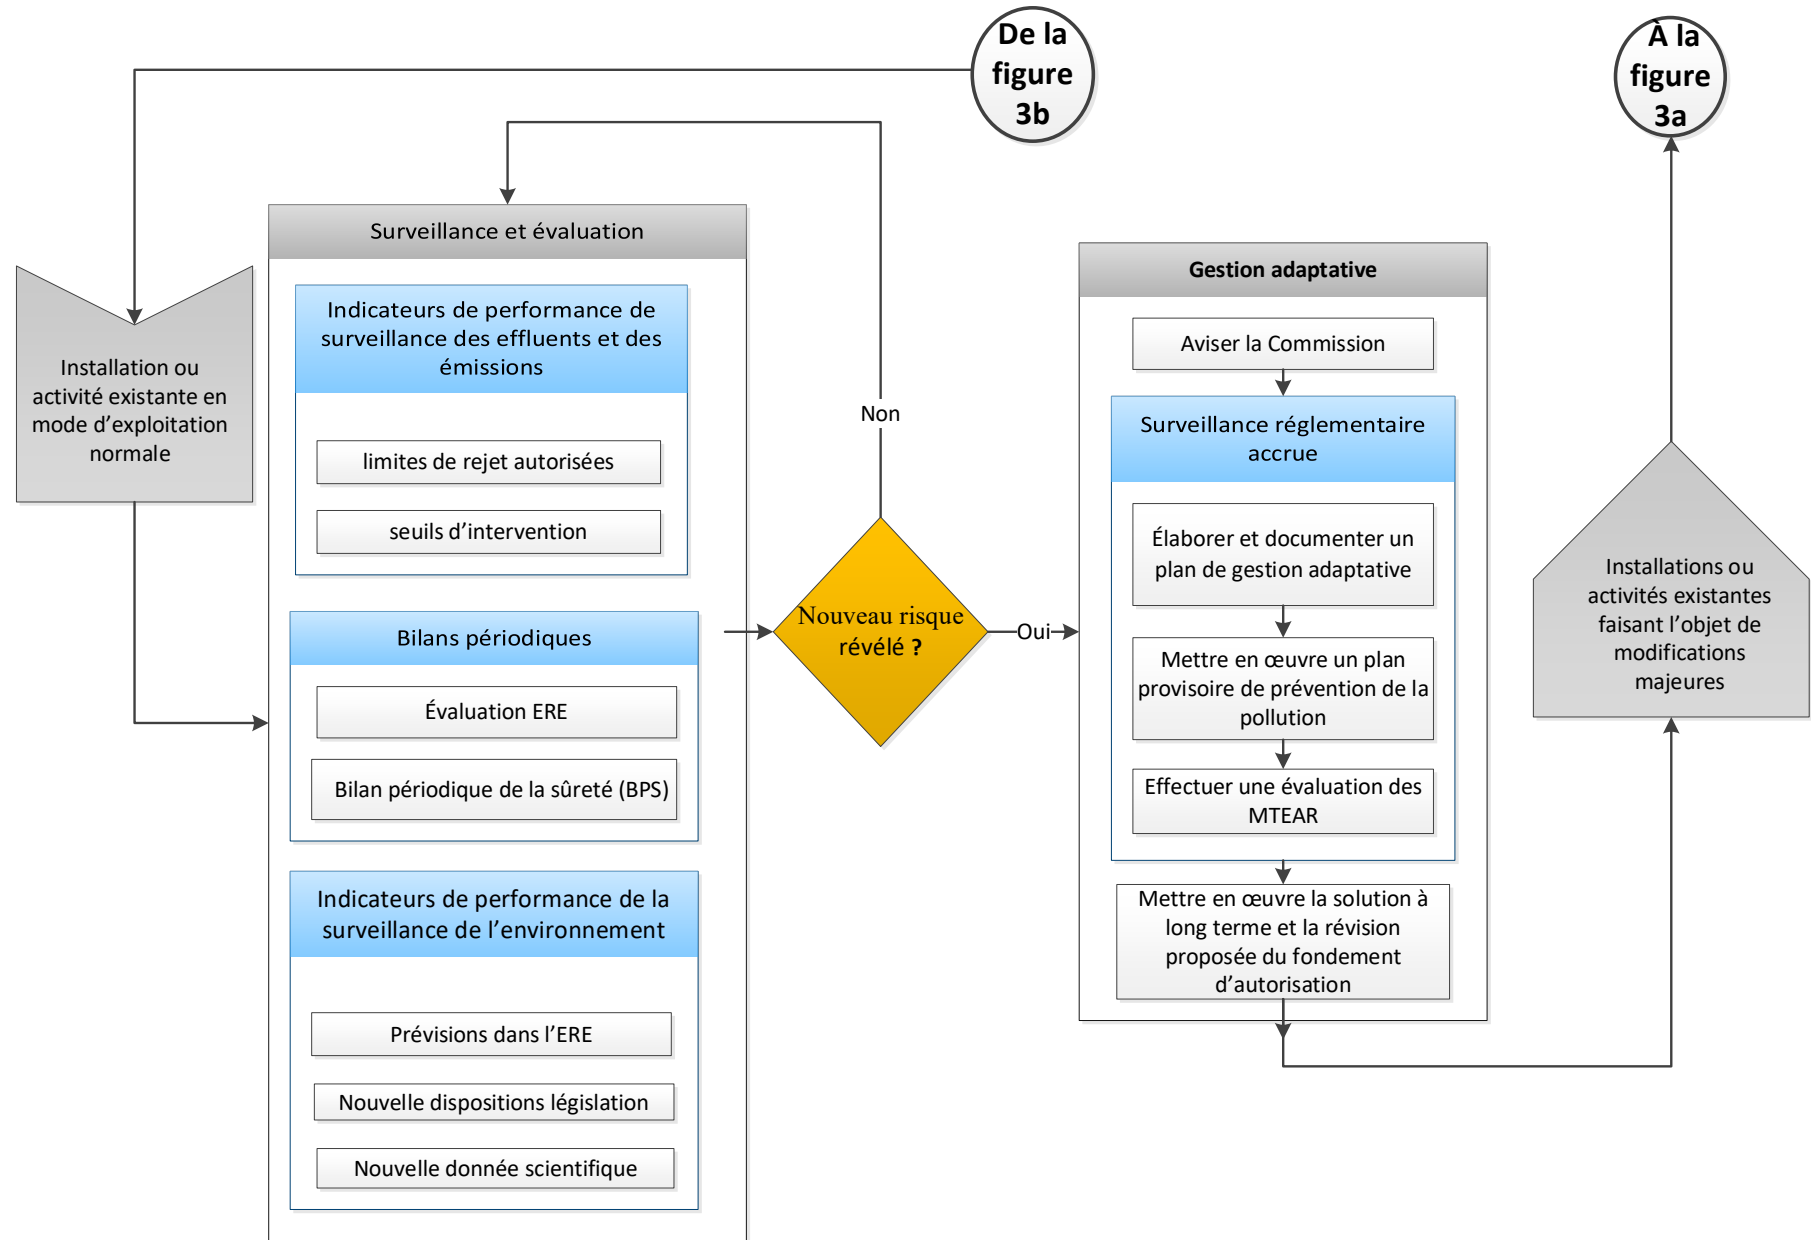 De la
figure
3b
À la
figure
3a
Installation ou
activité existante en
mode d’exploitation
normale
Surveillance et évaluation
Indicateurs de performance de
surveillance des effluents et des
émissions
limites de rejet autorisées
seuils d’intervention
Bilans périodiques
Évaluation ERE
Bilan périodique de la sûreté (BPS)
Indicateurs de performance de la
surveillance de l’environnement
Prévisions dans l’ERE
Nouvelle dispositions législation
Nouvelle donnée scientifique
Non
Nouveau risque
révélé ?
Oui
Gestion adaptative
Aviser la Commission
Surveillance réglementaire
accrue
Élaborer et documenter un
plan de gestion adaptative
Mettre en œuvre un plan
provisoire de prévention de la
pollution
Effectuer une évaluation des
MTEAR
Mettre en œuvre la solution à
long terme et la révision
proposée du fondement
d’autorisation
Installations ou
activités existantes
faisant l’objet de
modifications
majeures